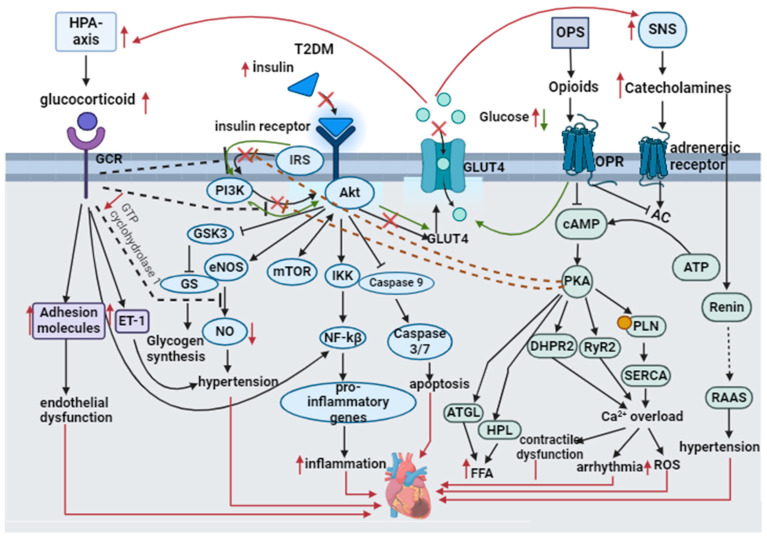 HPA-
axis
OPS
SNS
T2DM
insulin
Opioids
Catecholamines
glucocorticoid
Glucose
insulin receptor
adrenergic
receptor
GCR
IRS
GLUT4
OPR
PI3K
Akt
AC
GTP
cyclohydrolase 1
GSK3
GLUT4
cAMP
ATP
eNOS
mTOR
IKK
Caspase 9
PKA
GS
Renin
Adhesion
molecules
ET-1
NO
NF-kβ
Caspase
3/7
PLN
DHPR2
RyR2
Glycogen
synthesis
SERCA
hypertension
apoptosis
pro-
inflammatory
genes
endothelial
dysfunction
ATGL
HPL
Ca2+ overload
RAAS
contractile
dysfunction
hypertension
inflammation
FFA
arrhythmia
ROS